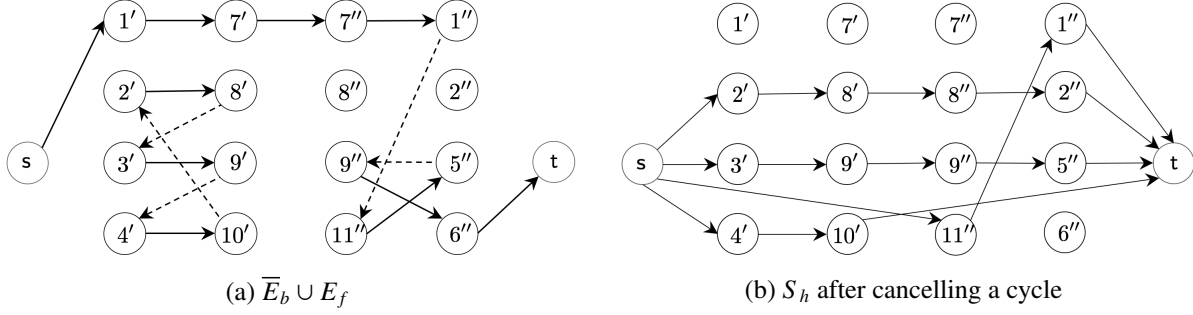 1′ 7′ 7″ 1″
2′ 8′ 8″ 2″
s 3′ 9′ 9″ 5″ t
4′ 10′ 11″ 6″
(a) E̅_b ∪ E_f
1′ 7′ 7″ 1″
2′ 8′ 8″ 2″
s 3′ 9′ 9″ 5″ t
4′ 10′ 11″ 6″
(b) S_h after cancelling a cycle